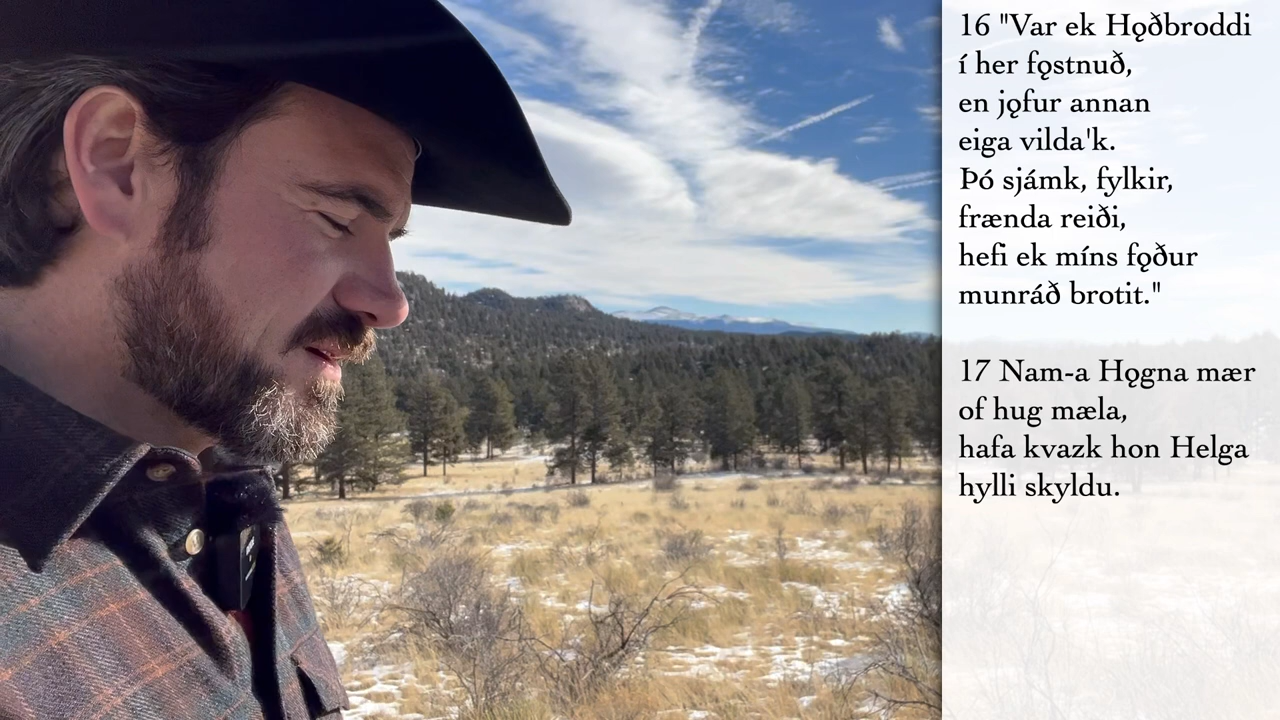 16 "Var ek Hǫðbroddi
í her fǫstnuð,
en jǫfur annan
eiga vilda'k.
Þó sjámk, fylkir,
frænda reiði,
hefi ek míns fǫður
munráð brotit."
17 Nam-a Hǫgna mær
of hug mæla,
hafa kvazk hon Helga
hylli skyldu.